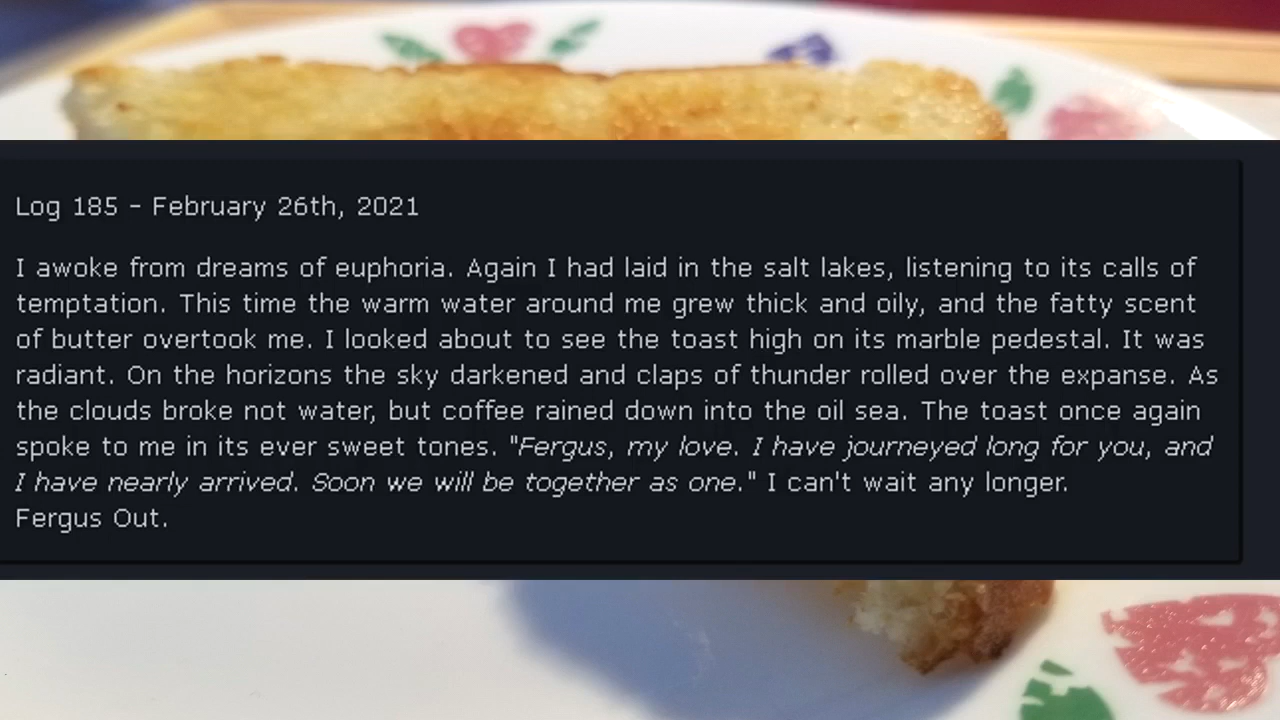 Log 185 - February 26th, 2021
I awoke from dreams of euphoria. Again I had laid in the salt lakes, listening to its calls of
temptation. This time the warm water around me grew thick and oily, and the fatty scent
of butter overtook me. I looked about to see the toast high on its marble pedestal. It was
radiant. On the horizons the sky darkened and claps of thunder rolled over the expanse. As
the clouds broke not water, but coffee rained down into the oil sea. The toast once again
spoke to me in its ever sweet tones. "Fergus, my love. I have journeyed long for you, and
I have nearly arrived. Soon we will be together as one." I can't wait any longer.
Fergus Out.